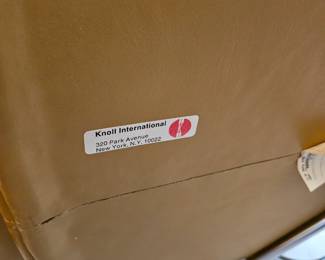 Knoll International
320 Park Avenue
New York, N.Y. 10022